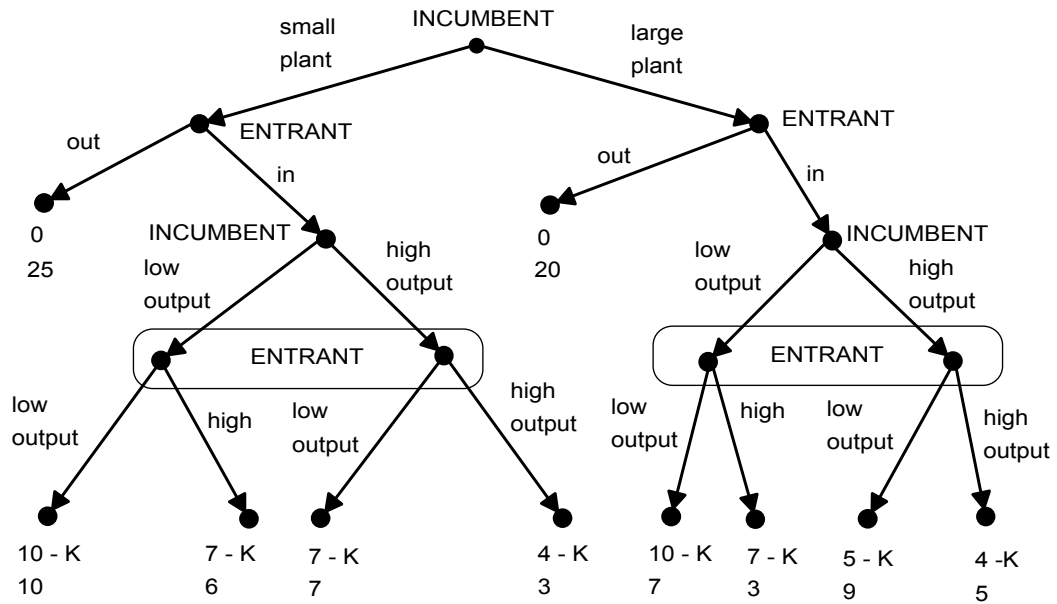 INCUMBENT
small
plant
large
plant
ENTRANT
ENTRANT
out
in
out
in
0
25
INCUMBENT
0
20
INCUMBENT
low
output
high
output
low
output
high
output
ENTRANT
ENTRANT
low
output
high
low
output
high
output
low
output
high
low
output
high
output
10 - K
10
7 - K
6
7 - K
7
4 - K
3
10 - K
7
7 - K
3
5 - K
9
4 -K
5